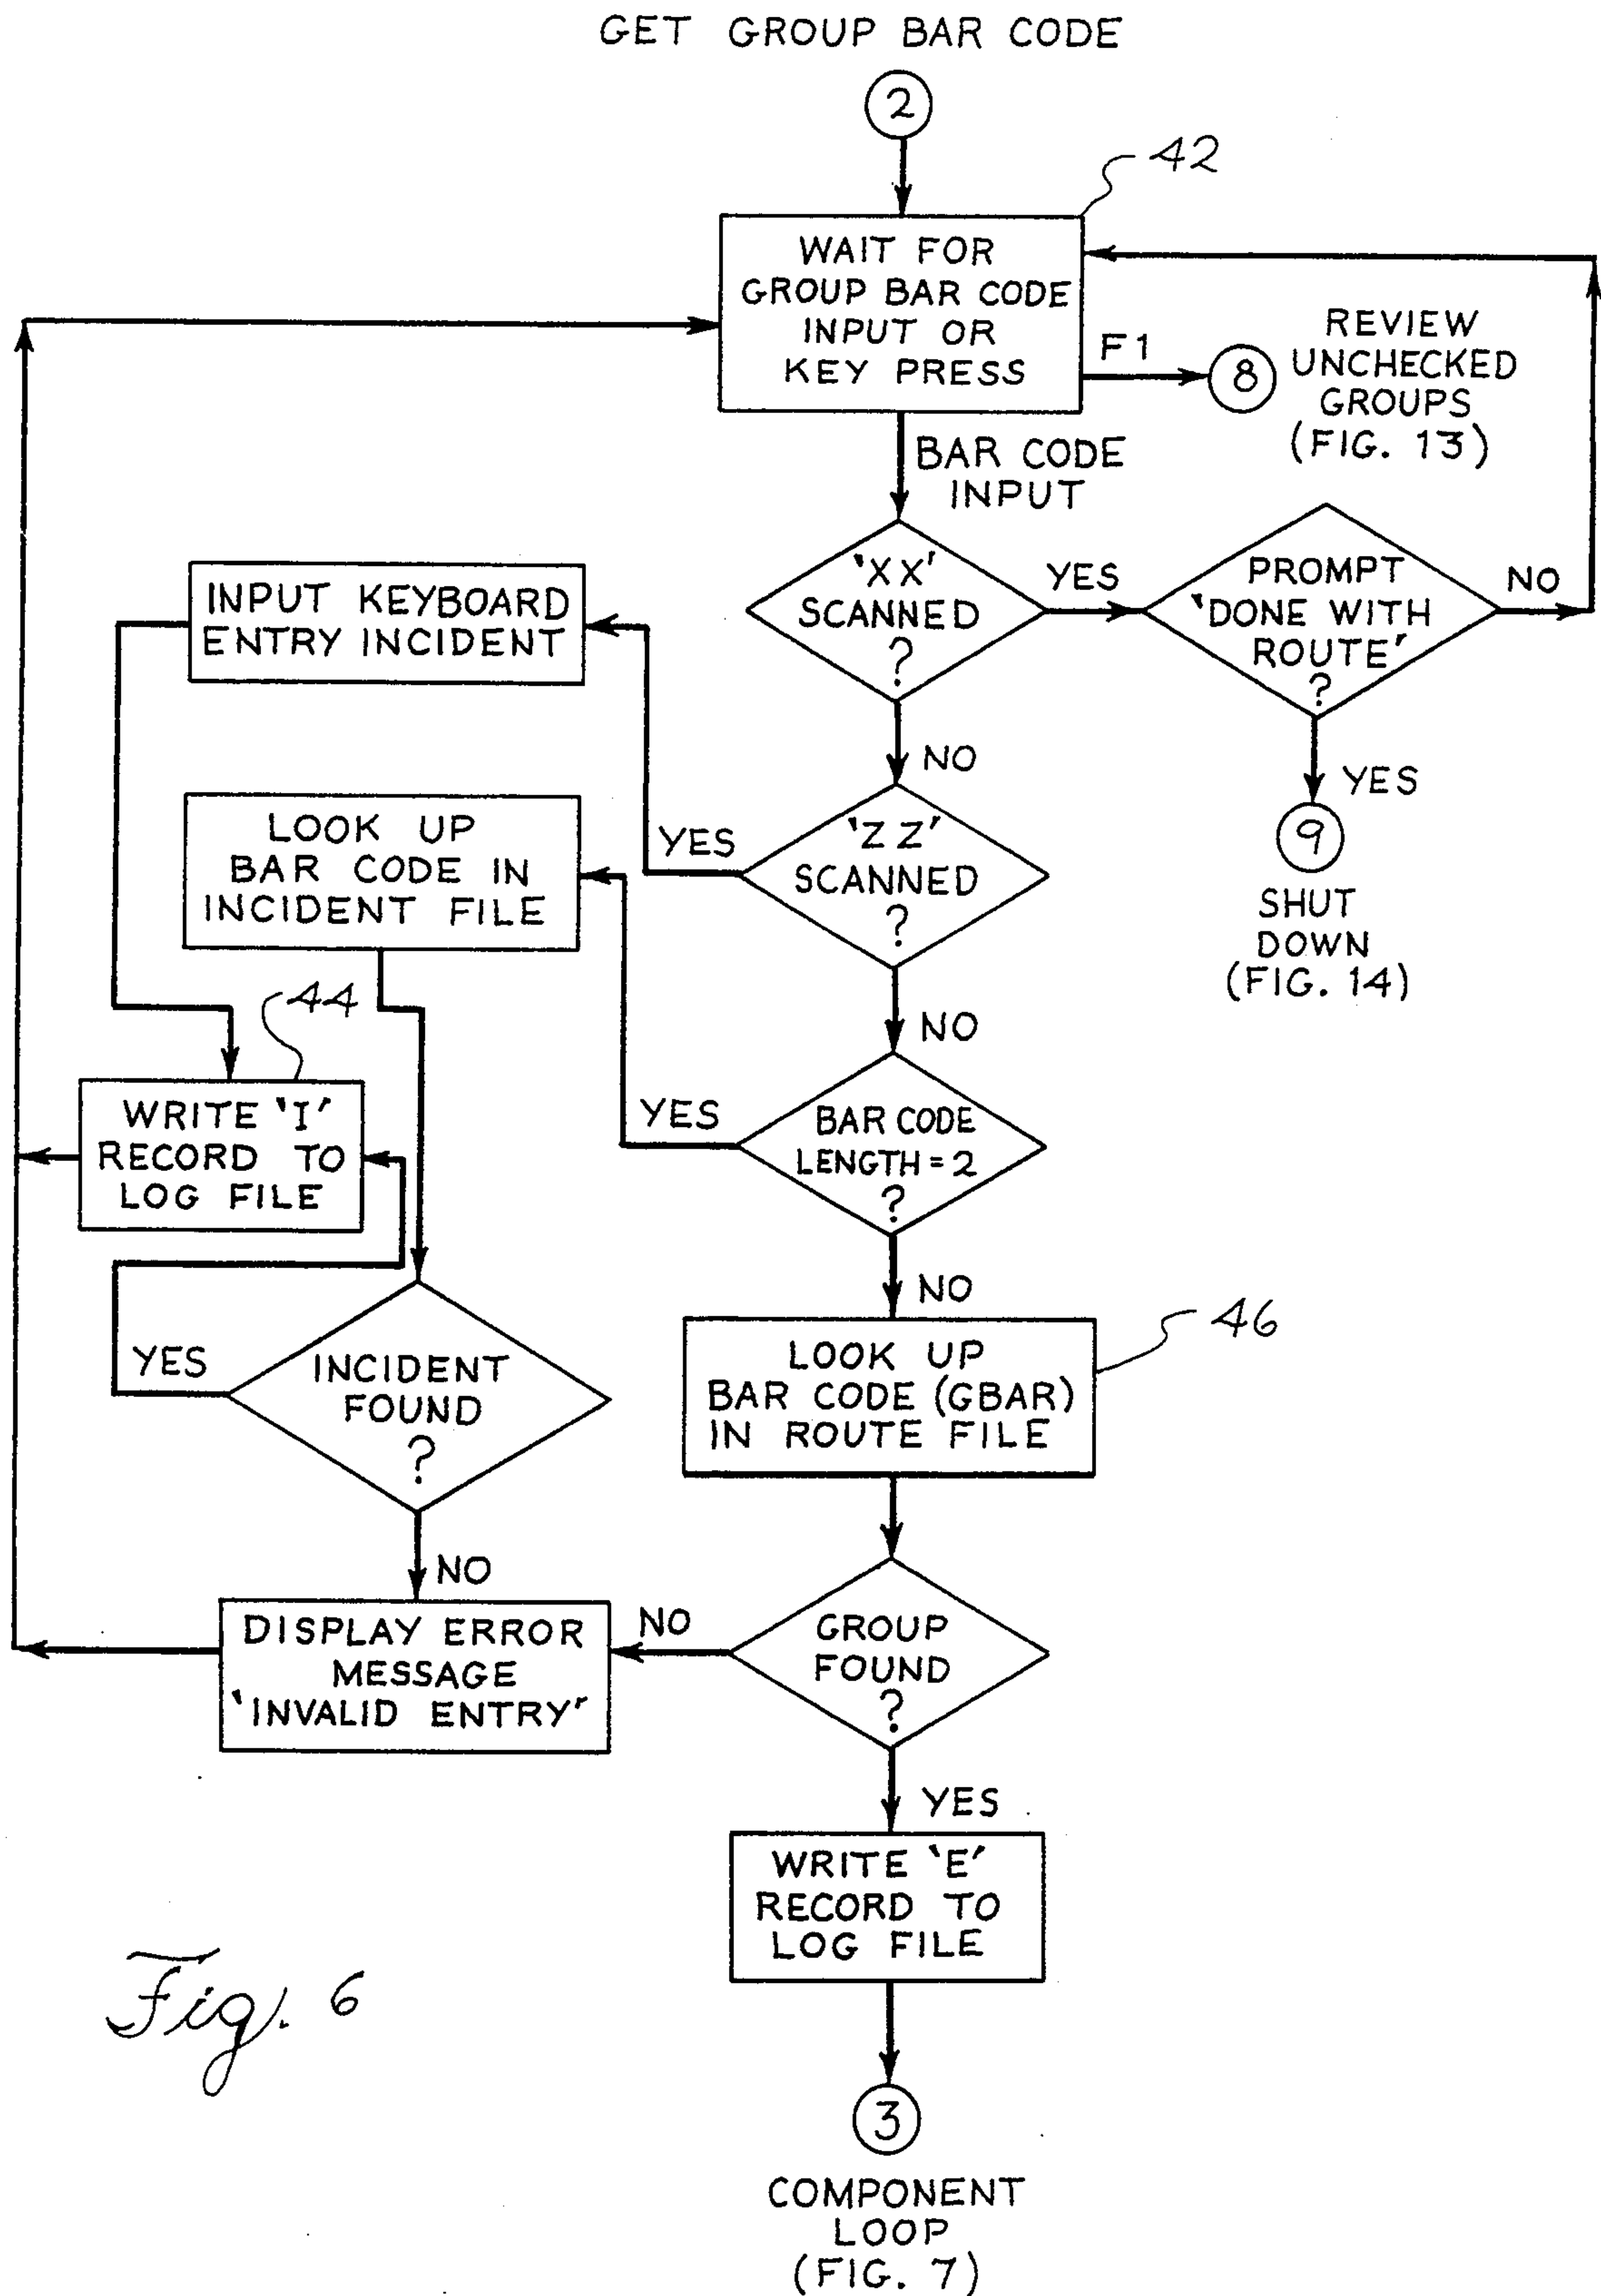 GET GROUP BAR CODE
2
42
WAIT FOR
GROUP BAR CODE
INPUT OR
KEY PRESS
F1
8
REVIEW
UNCHECKED
GROUPS
(FIG. 13)
BAR CODE
INPUT
'XX'
SCANNED
?
YES
PROMPT
'DONE WITH
ROUTE'
?
NO
INPUT KEYBOARD
ENTRY INCIDENT
NO
YES
9
SHUT
DOWN
(FIG. 14)
LOOK UP
BAR CODE IN
INCIDENT FILE
YES
'ZZ'
SCANNED
?
NO
44
WRITE 'I'
RECORD TO
LOG FILE
YES
BAR CODE
LENGTH = 2
?
NO
YES
INCIDENT
FOUND
?
46
LOOK UP
BAR CODE (GBAR)
IN ROUTE FILE
NO
DISPLAY ERROR
MESSAGE
'INVALID ENTRY'
NO
GROUP
FOUND
?
YES
WRITE 'E'
RECORD TO
LOG FILE
Fig. 6
3
COMPONENT
LOOP
(FIG. 7)